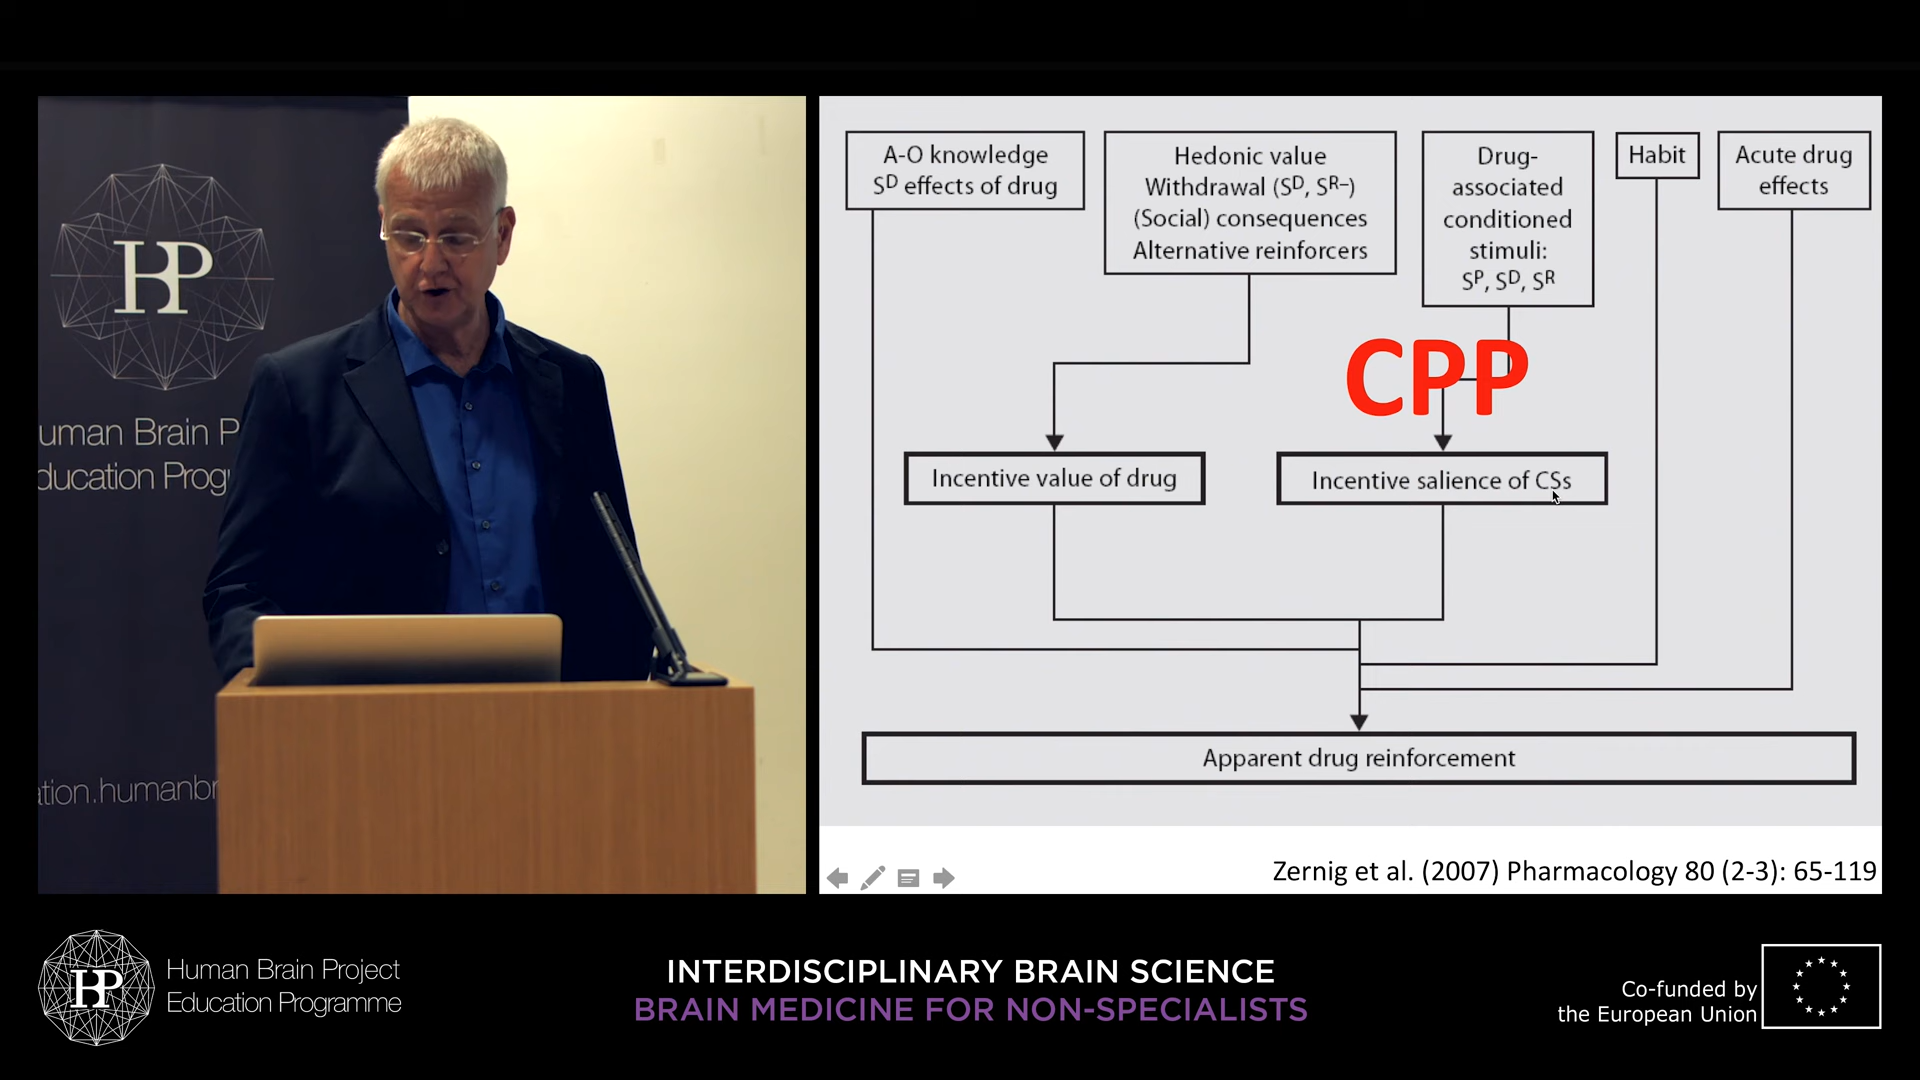 HBP
uman Brain P
ducation Prog
ation.humanbr
A-O knowledge
Sᴰ effects of drug
Hedonic value
Withdrawal (Sᴰ, Sᴿ⁻)
(Social) consequences
Alternative reinforcers
Drug-
associated
conditioned
stimuli:
Sᴾ, Sᴰ, Sᴿ
Habit
Acute drug
effects
CPP
Incentive value of drug
Incentive salience of CSs
Apparent drug reinforcement
Zernig et al. (2007) Pharmacology 80 (2-3): 65-119
HBP
Human Brain Project
Education Programme
INTERDISCIPLINARY BRAIN SCIENCE
BRAIN MEDICINE FOR NON-SPECIALISTS
Co-funded by
the European Union